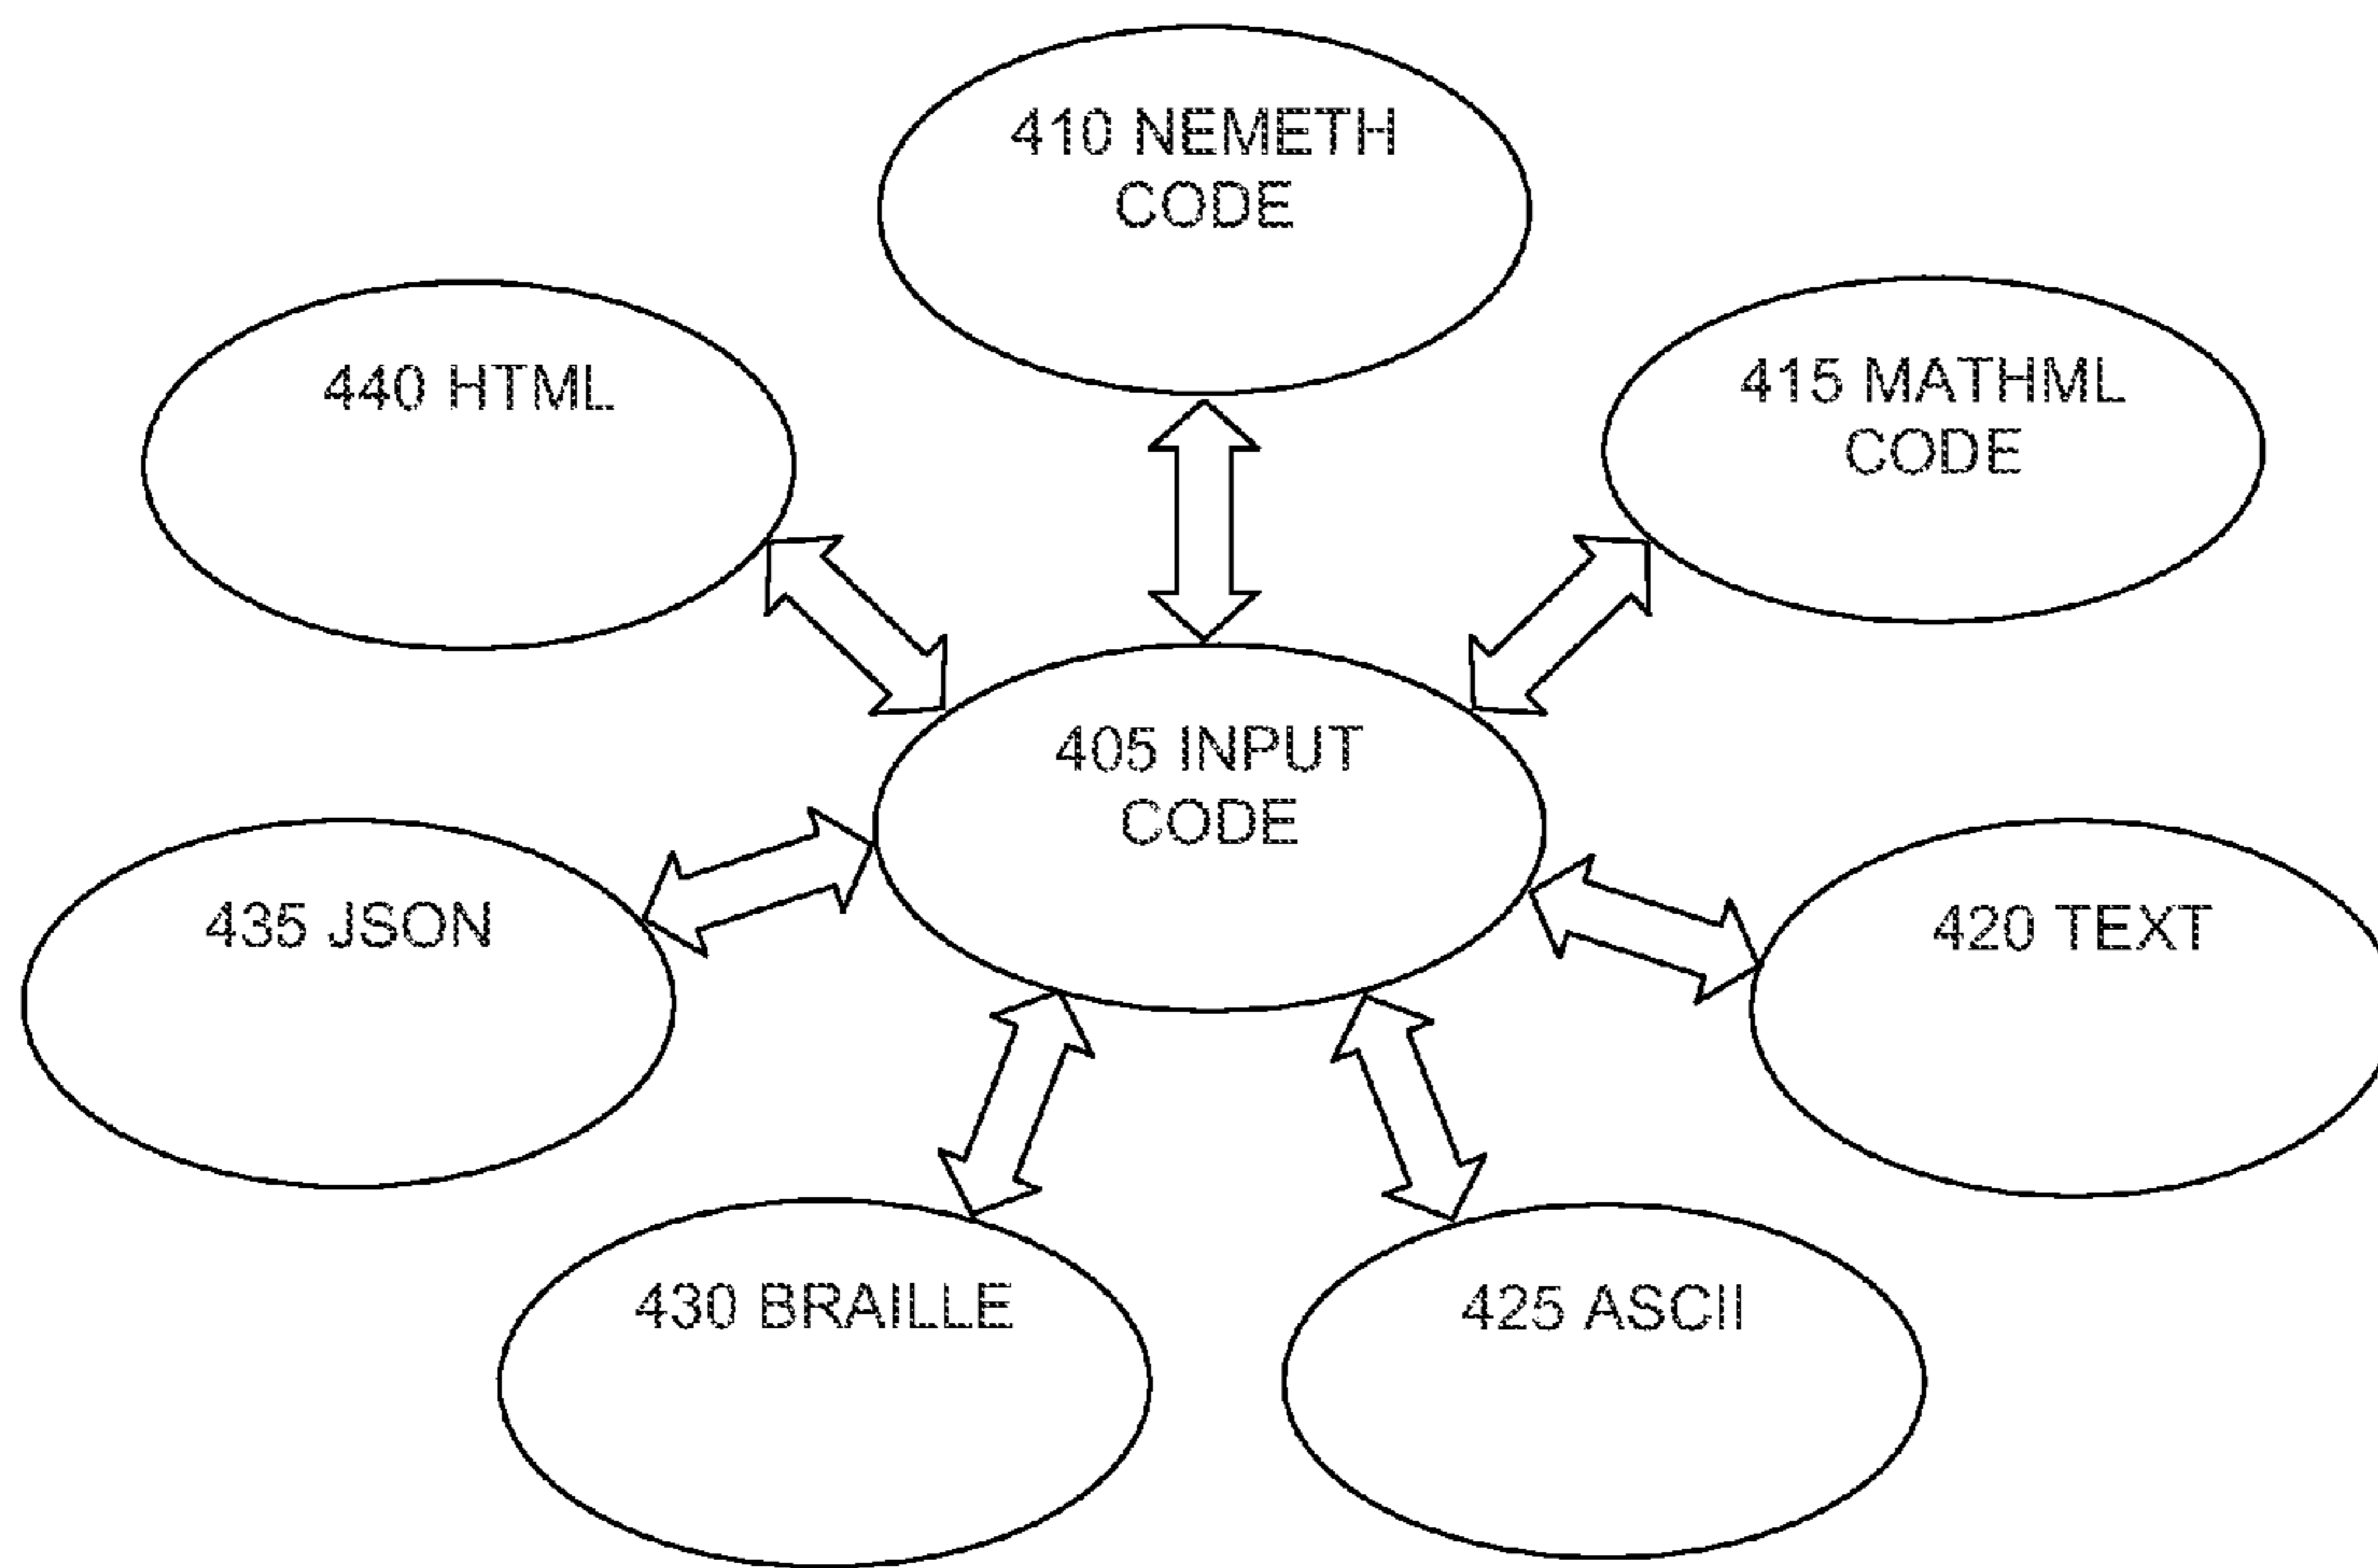 410 NEMETH
CODE
440 HTML
415 MATHML
CODE
405 INPUT
CODE
435 JSON
420 TEXT
430 BRAILLE
425 ASCII